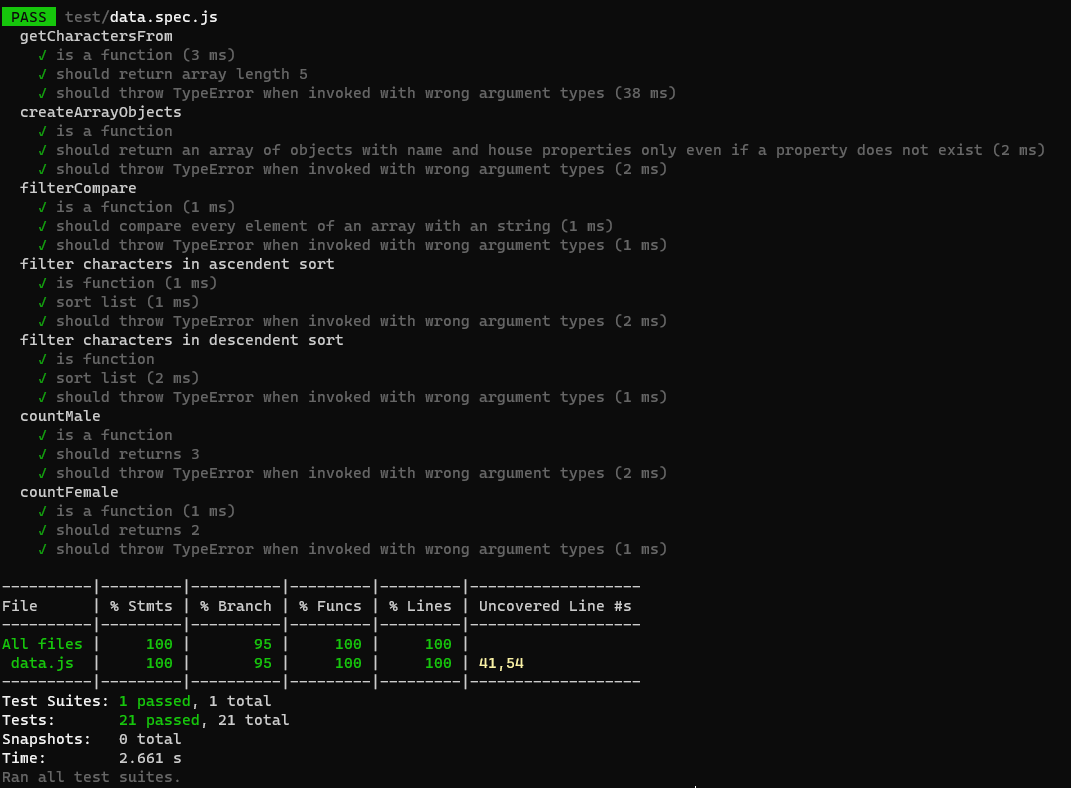 PASS test/data.spec.js
getCharactersFrom
√ is a function (3 ms)
√ should return array length 5
√ should throw TypeError when invoked with wrong argument types (38 ms)
createArrayObjects
√ is a function
√ should return an array of objects with name and house properties only even if a property does not exist (2 ms)
√ should throw TypeError when invoked with wrong argument types (2 ms)
filterCompare
√ is a function (1 ms)
√ should compare every element of an array with an string (1 ms)
√ should throw TypeError when invoked with wrong argument types (1 ms)
filter characters in ascendent sort
√ is function (1 ms)
√ sort list (1 ms)
√ should throw TypeError when invoked with wrong argument types (2 ms)
filter characters in descendent sort
√ is function
√ sort list (2 ms)
√ should throw TypeError when invoked with wrong argument types (1 ms)
countMale
√ is a function
√ should returns 3
√ should throw TypeError when invoked with wrong argument types (2 ms)
countFemale
√ is a function (1 ms)
√ should returns 2
√ should throw TypeError when invoked with wrong argument types (1 ms)
----------|---------|----------|---------|---------|-------------------
File      | % Stmts | % Branch | % Funcs | % Lines | Uncovered Line #s
----------|---------|----------|---------|---------|-------------------
All files |     100 |       95 |     100 |     100 |
 data.js  |     100 |       95 |     100 |     100 | 41,54
----------|---------|----------|---------|---------|-------------------
Test Suites: 1 passed, 1 total
Tests:       21 passed, 21 total
Snapshots:   0 total
Time:        2.661 s
Ran all test suites.